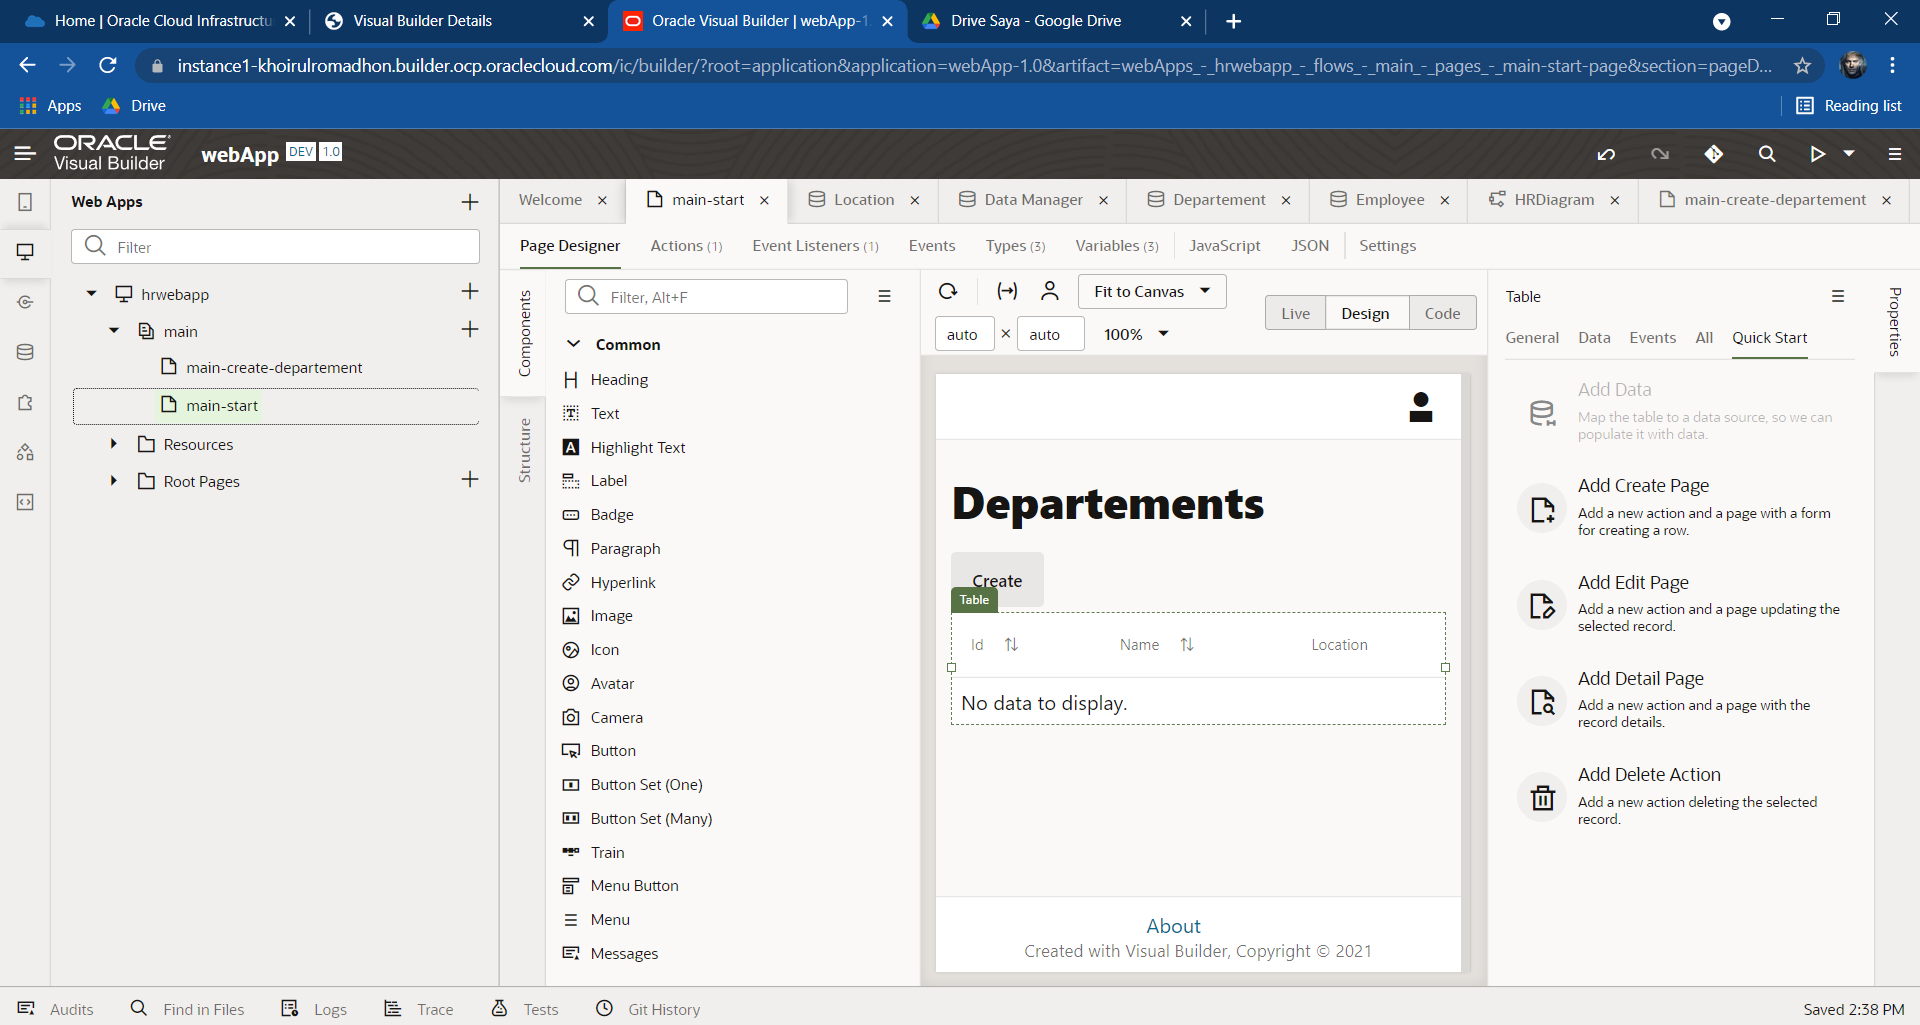 Home | Oracle Cloud Infrastructu
Visual Builder Details
Oracle Visual Builder | webApp-1
Drive Saya - Google Drive
instance1-khoirulromadhon.builder.ocp.oraclecloud.com/ic/builder/?root=application&application=webApp-1.0&artifact=webApps_-_hrwebapp_-_flows_-_main_-_pages_-_main-start-page&section=pageD...
Apps
Drive
Reading list
ORACLE
Visual Builder
webApp DEV 1.0
Web Apps
Filter
hrwebapp
main
main-create-departement
main-start
Resources
Root Pages
Welcome
main-start
Location
Data Manager
Departement
Employee
HRDiagram
main-create-departement
Page Designer
Actions (1)
Event Listeners (1)
Events
Types (3)
Variables (3)
JavaScript
JSON
Settings
Components
Structure
Filter, Alt+F
Common
Heading
Text
Highlight Text
Label
Badge
Paragraph
Hyperlink
Image
Icon
Avatar
Camera
Button
Button Set (One)
Button Set (Many)
Train
Menu Button
Menu
Messages
Fit to Canvas
auto × auto
100%
Live
Design
Code
Departements
Create
Table
Id
Name
Location
No data to display.
About
Created with Visual Builder, Copyright © 2021
Table
General
Data
Events
All
Quick Start
Add Data
Map the table to a data source, so we can
populate it with data.
Add Create Page
Add a new action and a page with a form
for creating a row.
Add Edit Page
Add a new action and a page updating the
selected record.
Add Detail Page
Add a new action and a page with the
record details.
Add Delete Action
Add a new action deleting the selected
record.
Properties
Audits
Find in Files
Logs
Trace
Tests
Git History
Saved 2:38 PM